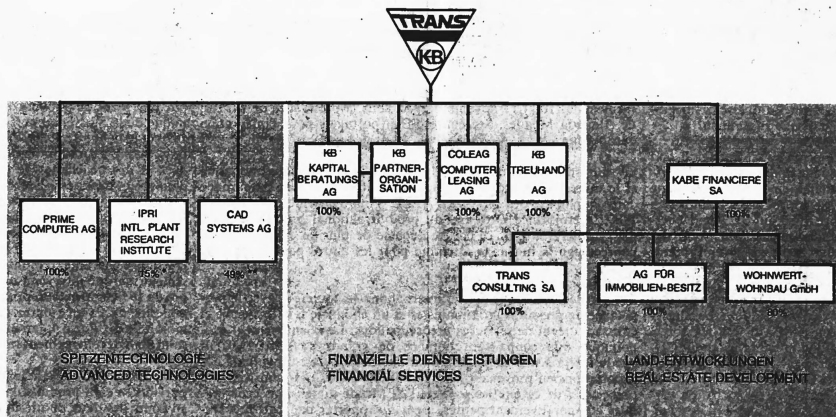 TRANS
KB
PRIME
COMPUTER AG
100%
IPRI
INTL. PLANT
RESEARCH
INSTITUTE
15% *
CAD
SYSTEMS AG
49% **
KB
KAPITAL
BERATUNGS
AG
100%
KB
PARTNER-
ORGANI-
SATION
COLEAG
COMPUTER
LEASING
AG
100%
KB
TREUHAND
AG
100%
KABE FINANCIERE
SA
100%
TRANS
CONSULTING SA
100%
AG FÜR
IMMOBILIEN-BESITZ
100%
WOHNWERT-
WOHNBAU GmbH
SPITZENTECHNOLOGIE
ADVANCED TECHNOLOGIES
FINANZIELLE DIENSTLEISTUNGEN
FINANCIAL SERVICES
LAND-ENTWICKLUNGEN
REAL ESTATE DEVELOPMENT